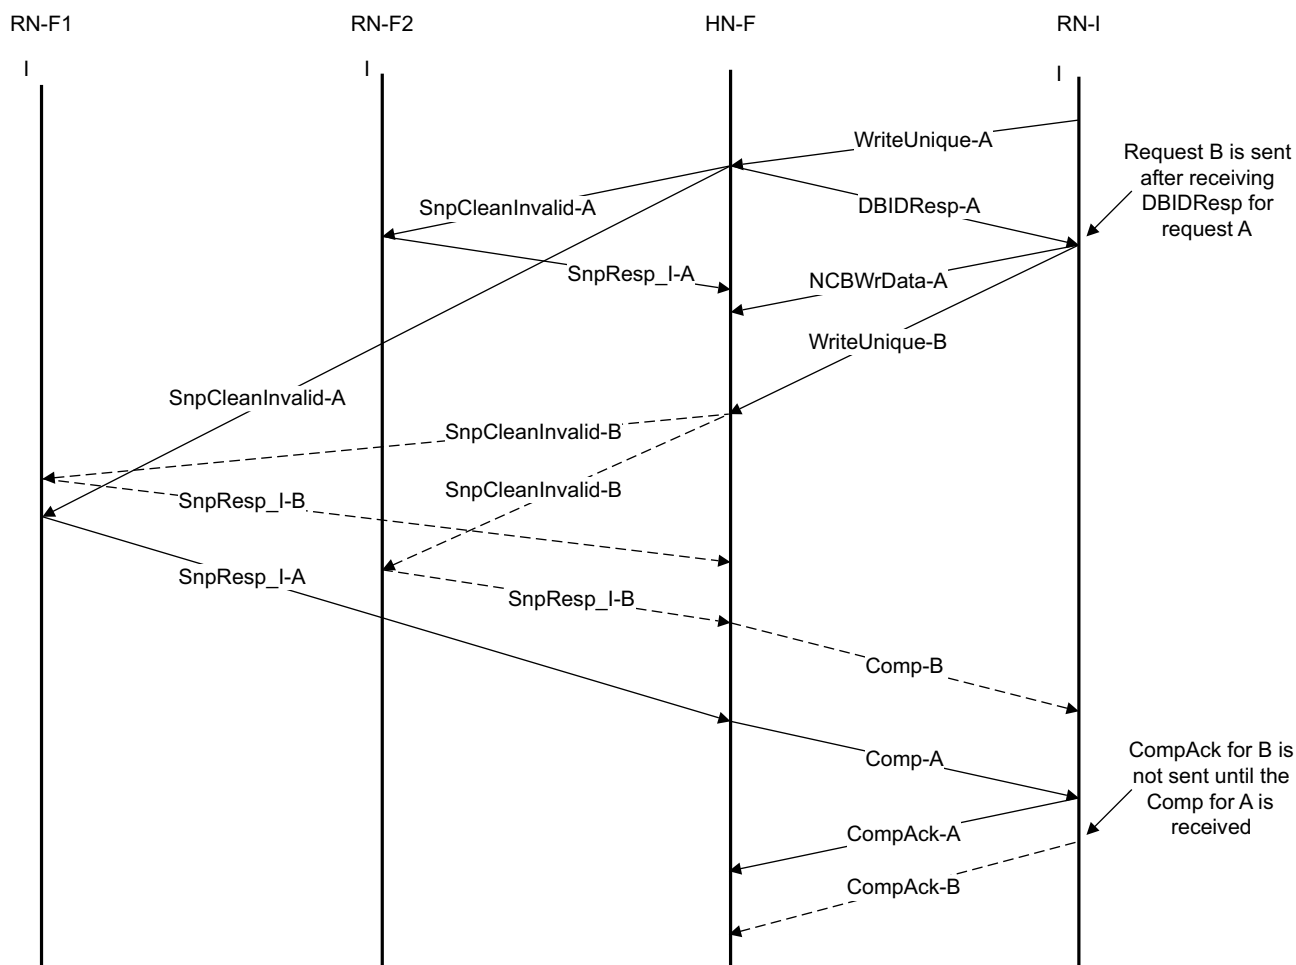 RN-F1
RN-F2
HN-F
RN-I
I
I
I
WriteUnique-A
Request B is sent
after receiving
DBIDResp for
request A
SnpCleanInvalid-A
DBIDResp-A
SnpResp_I-A
NCBWrData-A
WriteUnique-B
SnpCleanInvalid-A
SnpCleanInvalid-B
SnpCleanInvalid-B
SnpResp_I-B
SnpResp_I-A
SnpResp_I-B
Comp-B
Comp-A
CompAck for B is
not sent until the
Comp for A is
received
CompAck-A
CompAck-B